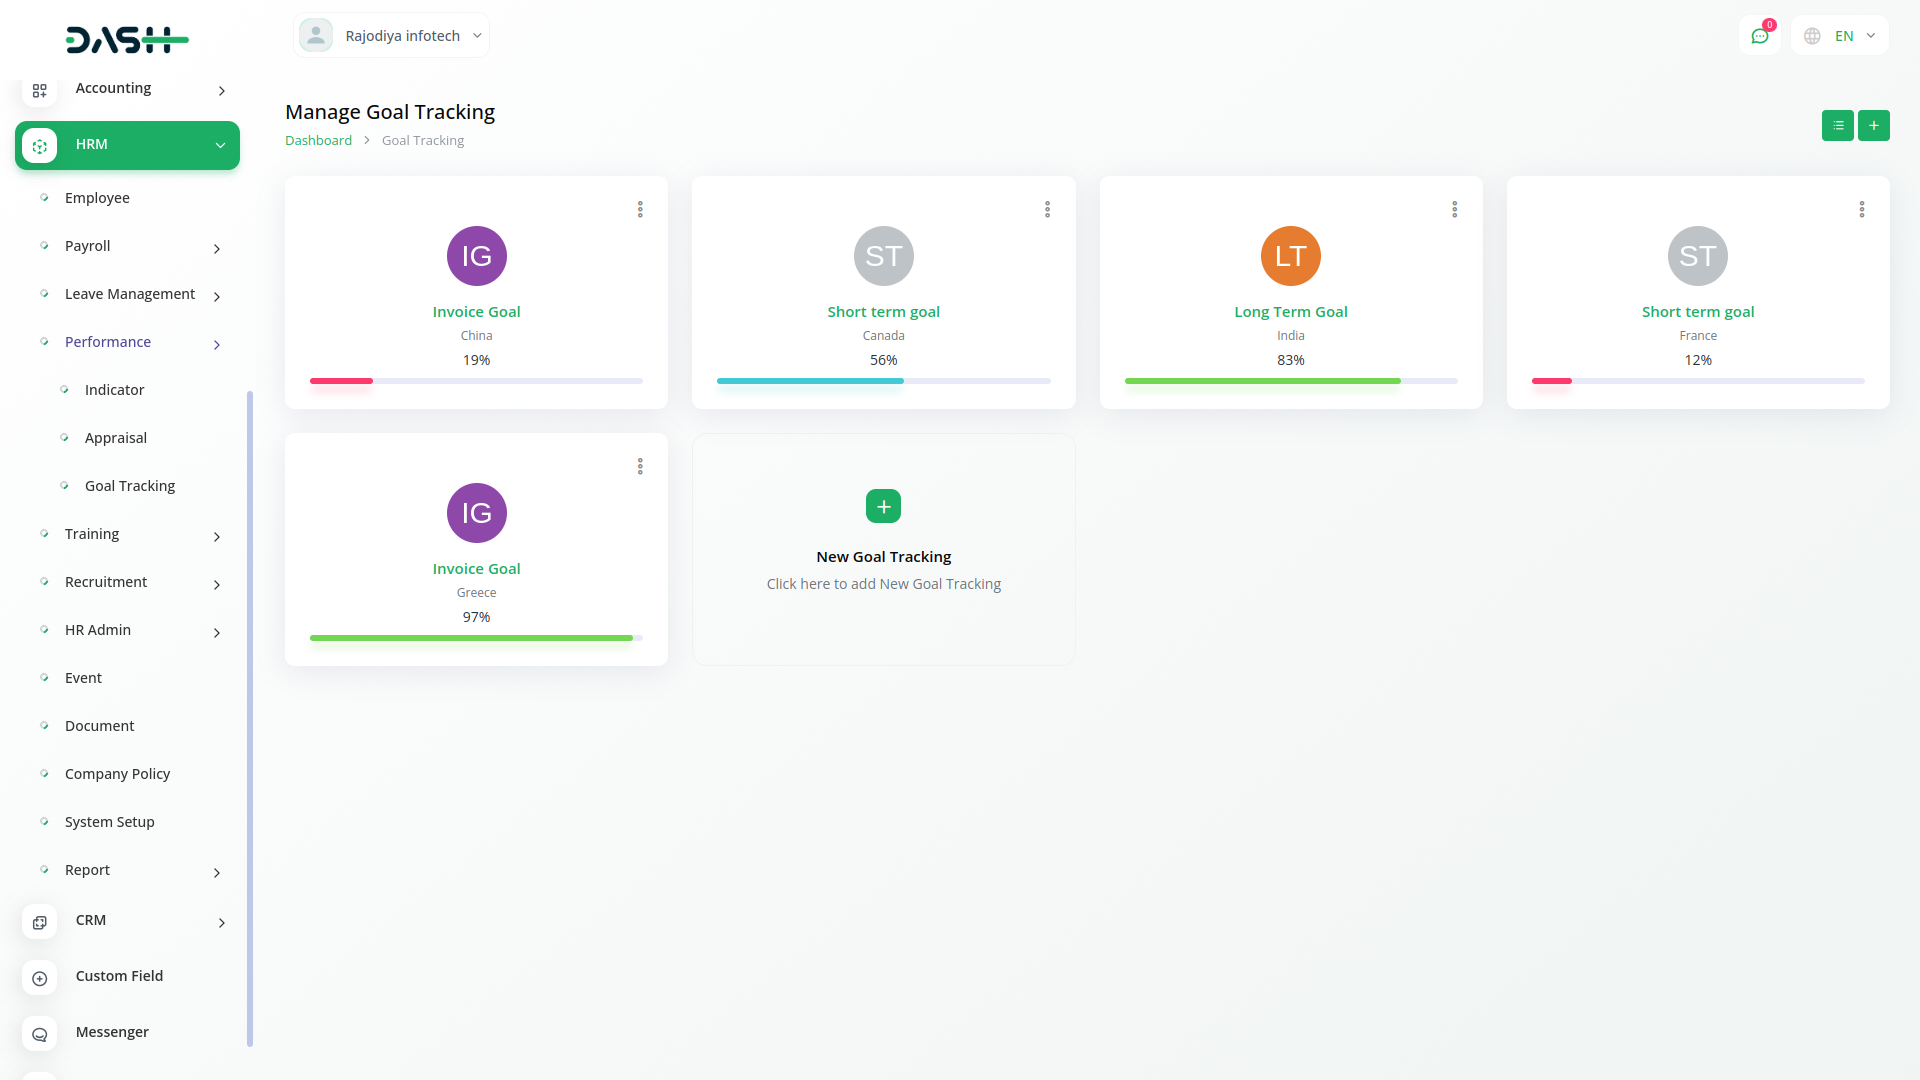 DASH
Rajodiya infotech
0
EN
Accounting
HRM
Employee
Payroll
Leave Management
Performance
Indicator
Appraisal
Goal Tracking
Training
Recruitment
HR Admin
Event
Document
Company Policy
System Setup
Report
CRM
Custom Field
Messenger
Manage Goal Tracking
Dashboard > Goal Tracking
IG
Invoice Goal
China
19%
ST
Short term goal
Canada
56%
LT
Long Term Goal
India
83%
ST
Short term goal
France
12%
IG
Invoice Goal
Greece
97%
New Goal Tracking
Click here to add New Goal Tracking